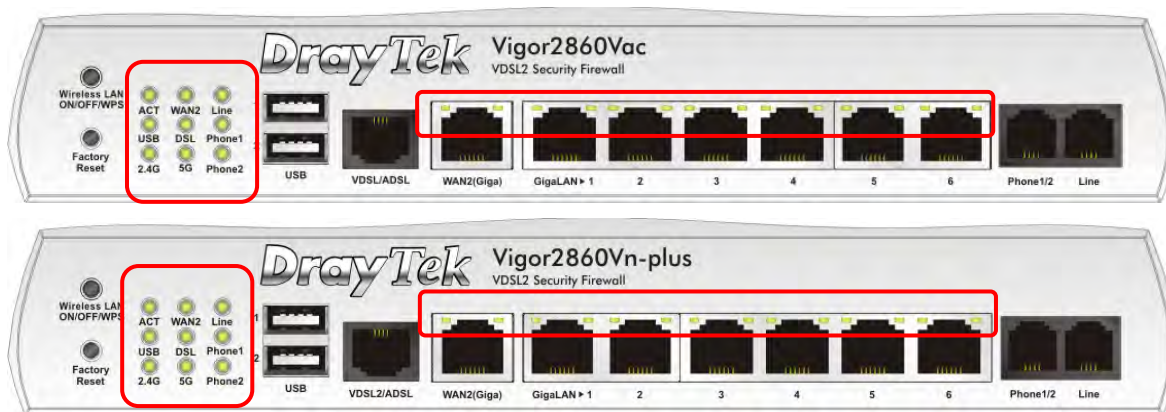 DrayTek
Vigor2860Vac
VDSL2 Security Firewall
Wireless LAN
ON/OFF/WPS
ACT WAN2 Line
USB DSL Phone1
2.4G 5G Phone2
Factory
Reset
USB
VDSL/ADSL
WAN2(Giga)
GigaLAN ▶ 1 2 3 4 5 6
Phone1/2 Line
DrayTek
Vigor2860Vn-plus
VDSL2 Security Firewall
Wireless LAN
ON/OFF/WPS
ACT WAN2 Line
1
USB DSL Phone1
2
2.4G 5G Phone2
Factory
Reset
USB
VDSL2/ADSL
WAN2(Giga)
GigaLAN ▶ 1 2 3 4 5 6
Phone1/2 Line